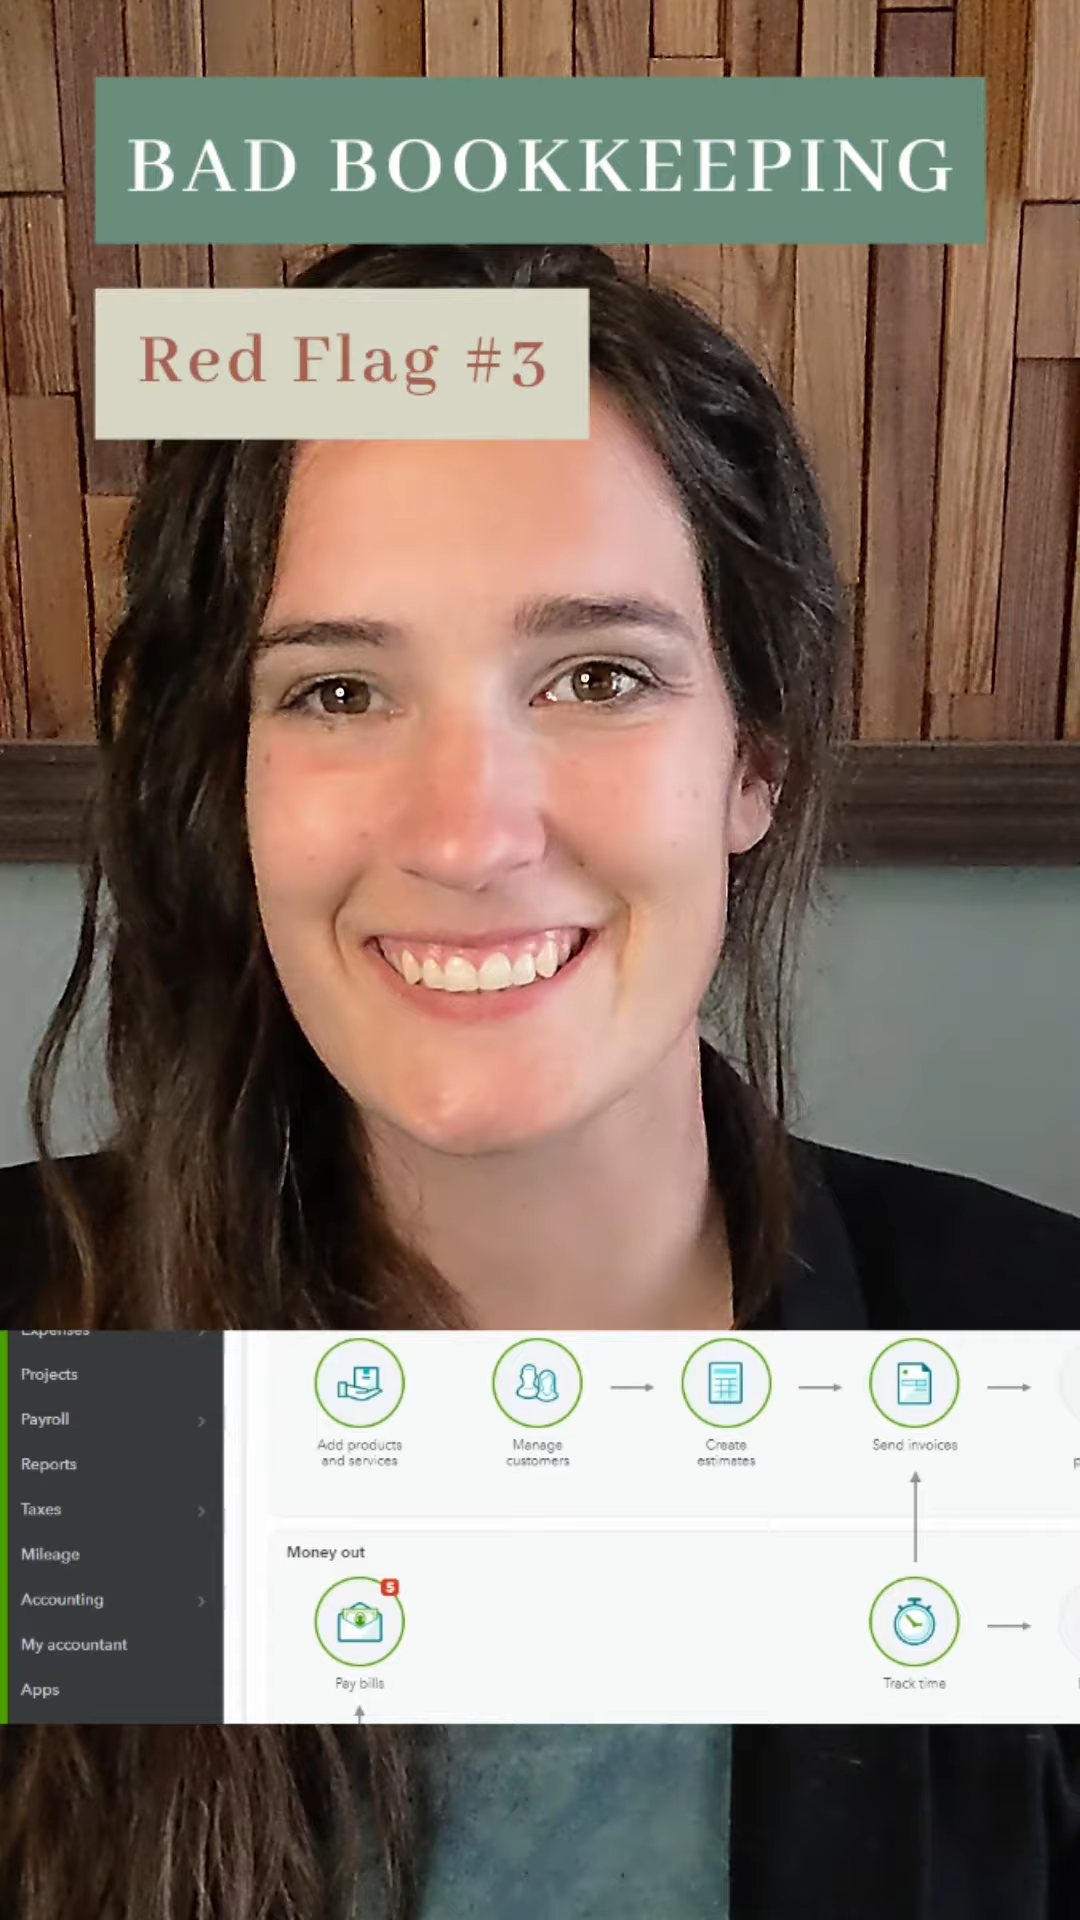 BAD BOOKKEEPING
Red Flag #3
Expenses
Projects
Payroll
Reports
Taxes
Mileage
Accounting
My accountant
Apps
Add products
and services
Manage
customers
Create
estimates
Send invoices
Money out
5
Pay bills
Track time